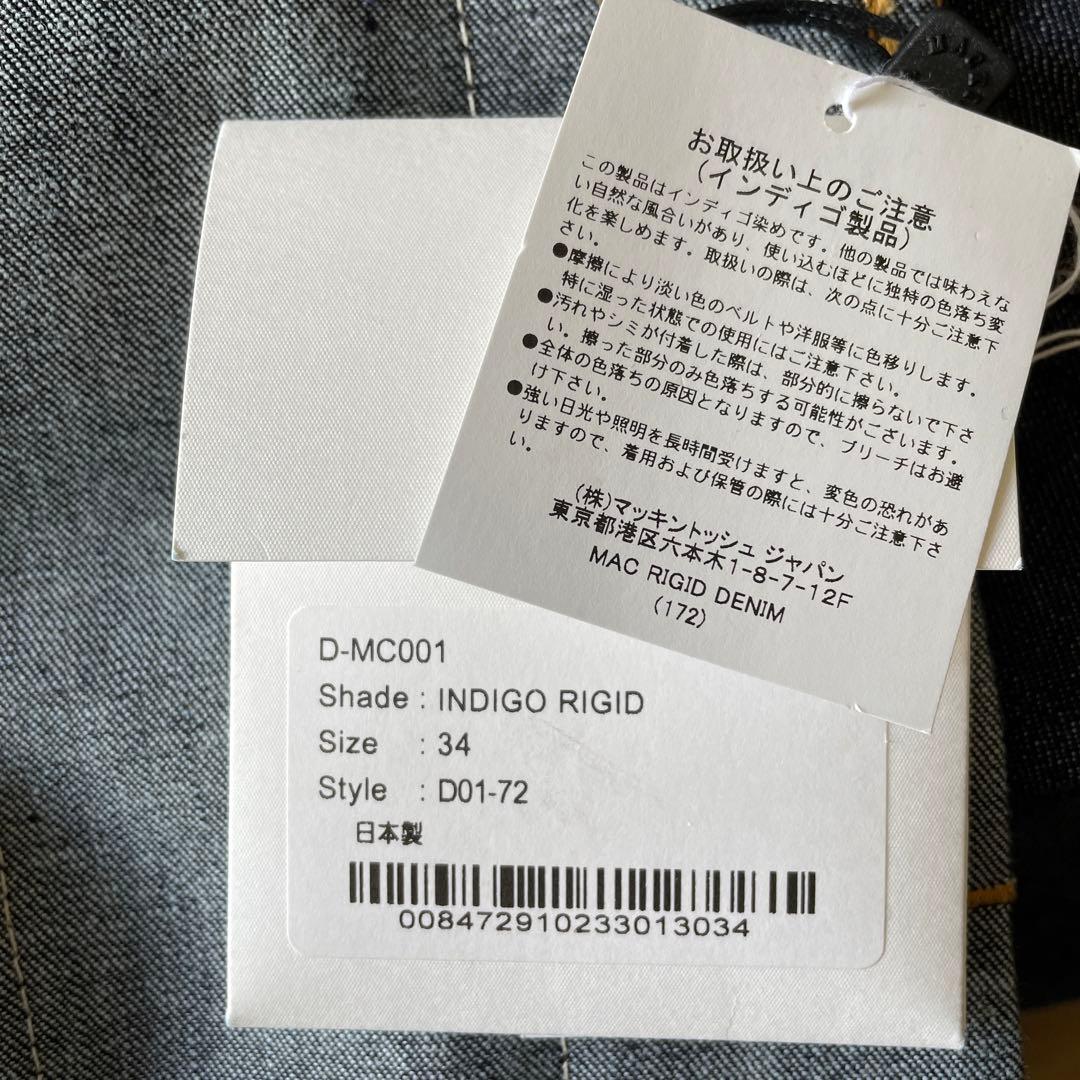 お取扱い上のご注意
(インディゴ製品)
この製品はインディゴ染めです。他の製品では味わえな
い自然な風合いがあり、使い込むほどに独特の色落ち変
化を楽しめます。取扱いの際は、次の点に十分ご注意下
さい。
●摩擦により淡い色のベルトや洋服等に色移りします。
特に湿った状態での使用にはご注意下さい。
●汚れやシミが付着した際は、部分的に擦らないで下さ
い。擦った部分のみ色落ちする可能性がございます。
●全体の色落ちの原因となりますので、ブリーチはお避
け下さい。
●強い日光や照明を長時間受けますと、変色の恐れがあ
りますので、着用および保管の際には十分ご注意下さ
い。
(株)マッキントッシュ ジャパン
東京都港区六本木1-8-7-12F
MAC RIGID DENIM
(172)
D-MC001
Shade : INDIGO RIGID
Size : 34
Style : D01-72
日本製
008472910233013034